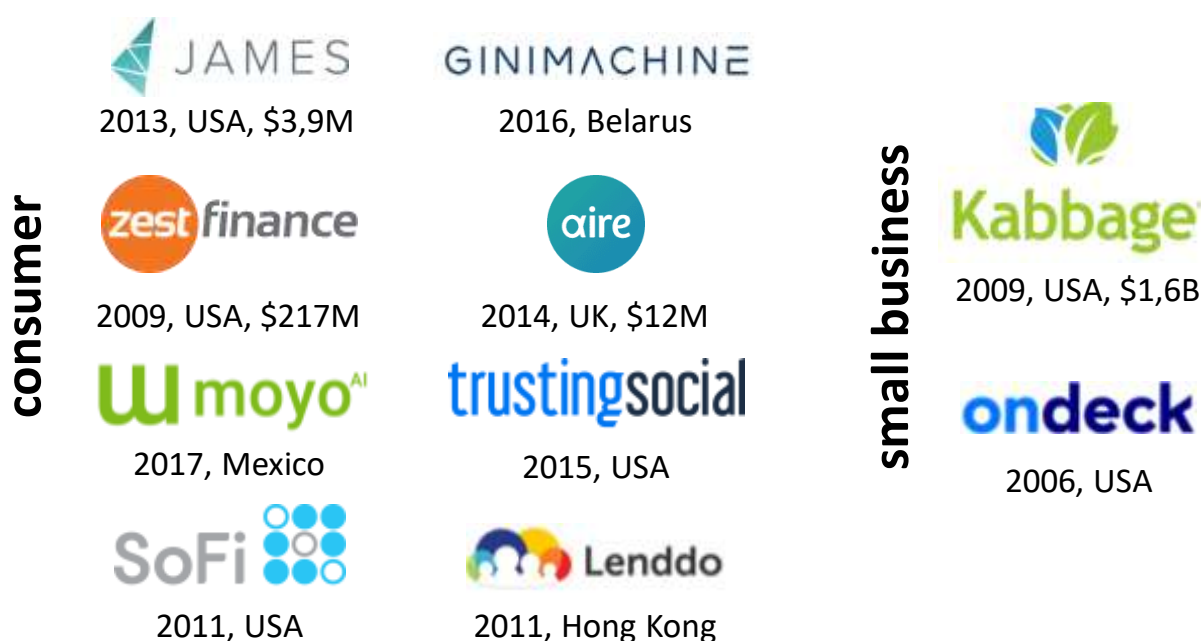 consumer
JAMES
2013, USA, $3,9M
GINIMACHINE
2016, Belarus
zestfinance
2009, USA, $217M
aire
2014, UK, $12M
moyo AI
2017, Mexico
trustingsocial
2015, USA
SoFi
2011, USA
Lenddo
2011, Hong Kong
small business
Kabbage
2009, USA, $1,6B
ondeck
2006, USA